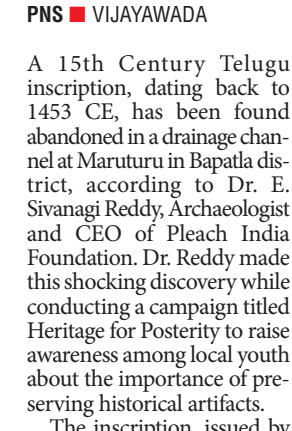 PNS ■ VIJAYAWADA
A 15th Century Telugu
inscription, dating back to
1453 CE, has been found
abandoned in a drainage chan-
nel at Maruturu in Bapatla dis-
trict, according to Dr. E.
Sivanagi Reddy, Archaeologist
and CEO of Pleach India
Foundation. Dr. Reddy made
this shocking discovery while
conducting a campaign titled
Heritage for Posterity to raise
awareness among local youth
about the importance of pre-
serving historical artifacts.
The inscription, issued by